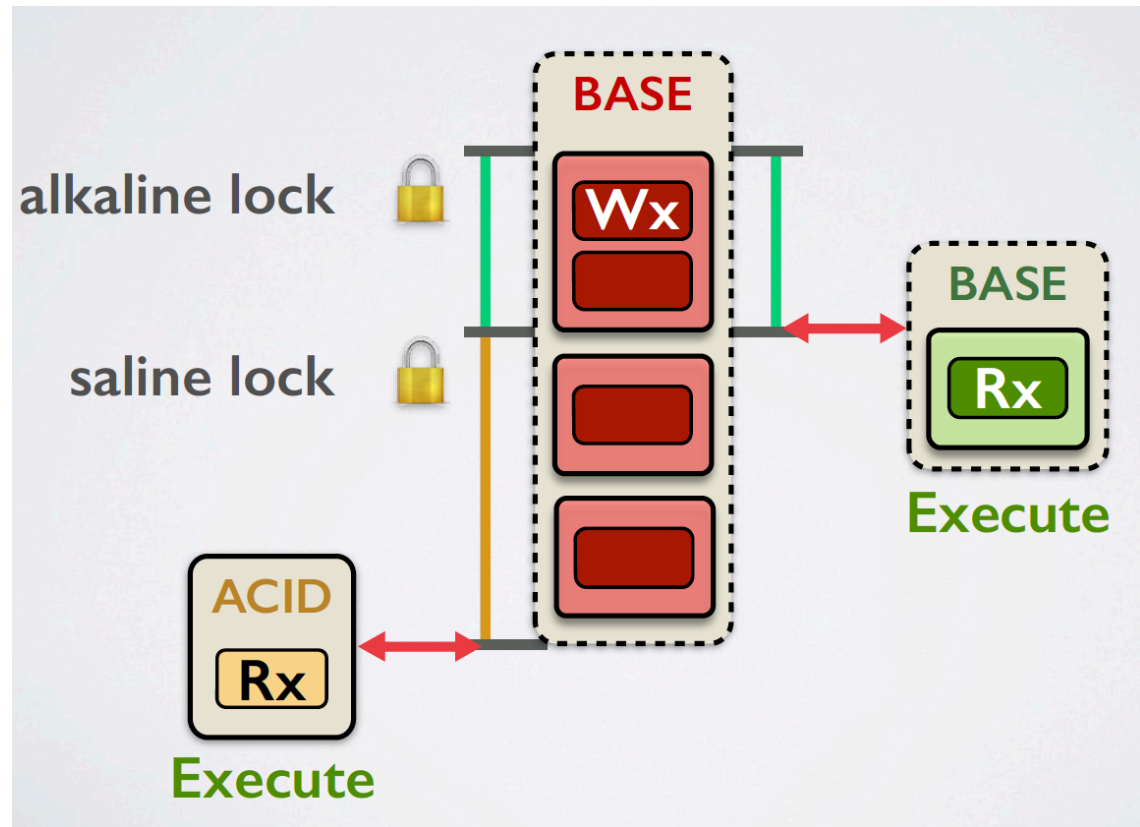 BASE
alkaline lock
Wx
BASE
saline lock
Rx
Execute
ACID
Rx
Execute